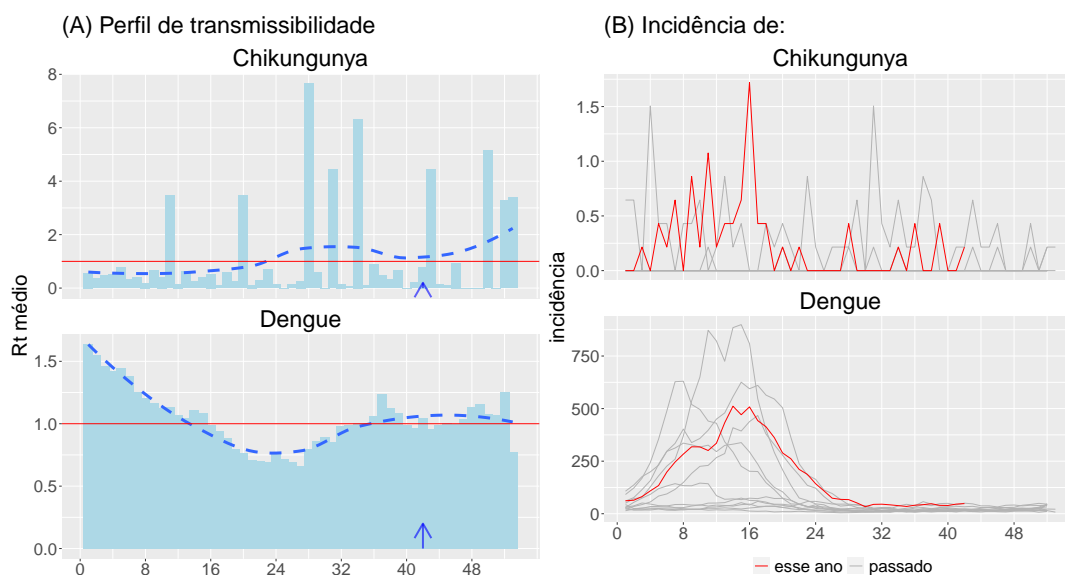 (A) Perfil de transmissibilidade
Chikungunya
8
6
4
2
0
Dengue
1.5
1.0
0.5
0.0
0 8 16 24 32 40 48
Rt médio
(B) Incidência de:
Chikungunya
1.5
1.0
0.5
0.0
Dengue
750
500
250
0
0 8 16 24 32 40 48
incidência
esse ano passado